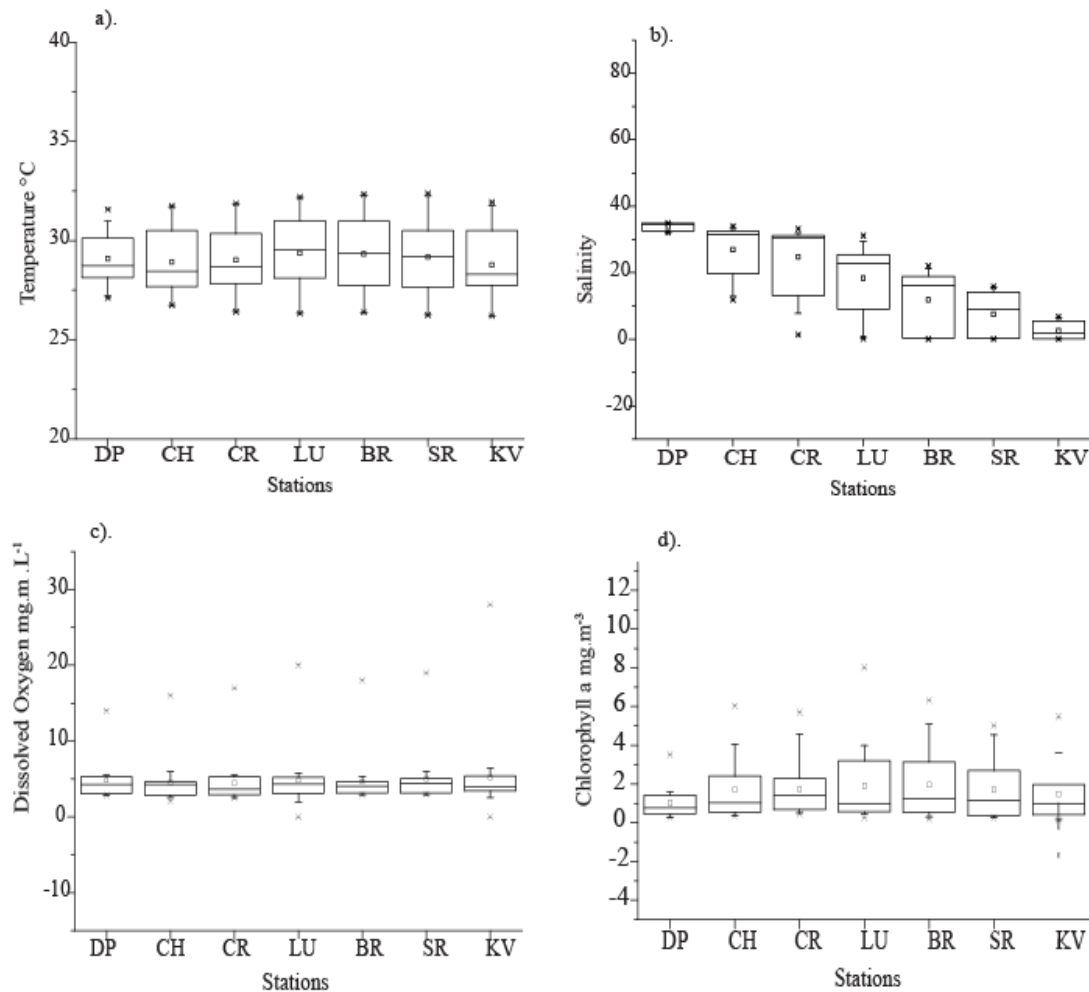 a).
40
35
30
25
20
Temperature °C
DP CH CR LU BR SR KV
Stations
b).
80
60
40
20
0
-20
Salinity
DP CH CR LU BR SR KV
Stations
c).
30
20
10
0
-10
Dissolved Oxygen mg.m .L⁻¹
DP CH CR LU BR SR KV
Stations
d).
12
10
8
6
4
2
0
-2
-4
Chlorophyll a mg.m⁻³
DP CH CR LU BR SR KV
Stations